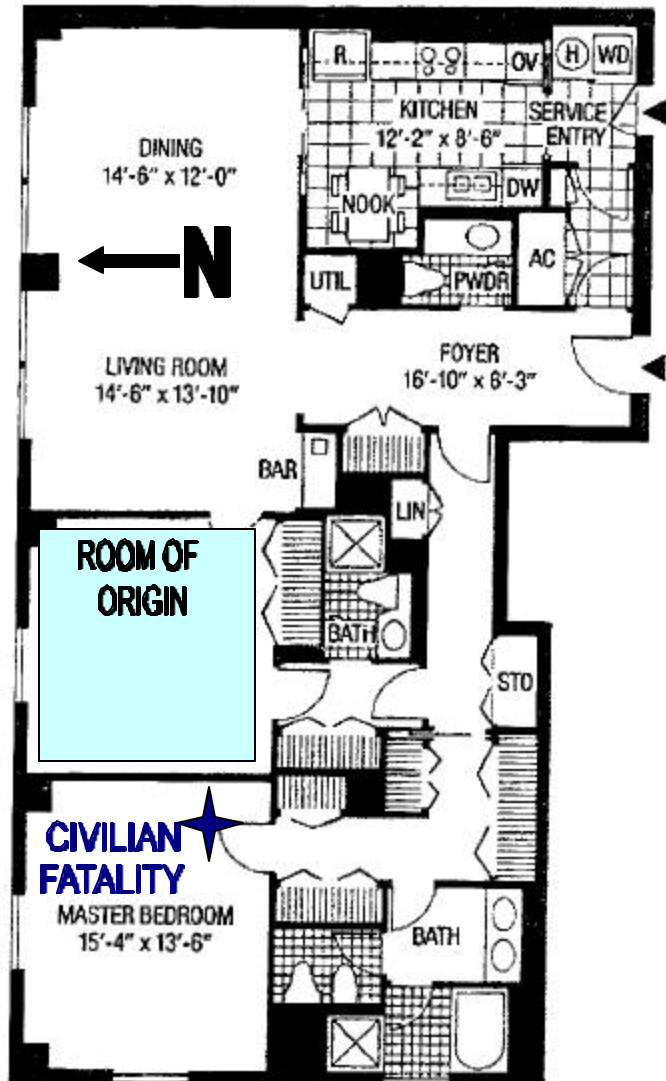 R
OV
H
WD
KITCHEN
12'-2" x 8'-6"
SERVICE
ENTRY
DINING
14'-6" x 12'-0"
NOOK
DW
N
UTIL
PWDR
AC
LIVING ROOM
14'-6" x 13'-10"
FOYER
16'-10" x 6'-3"
BAR
LIN
ROOM OF
ORIGIN
BATH
STO
CIVILIAN
FATALITY
MASTER BEDROOM
15'-4" x 13'-6"
BATH